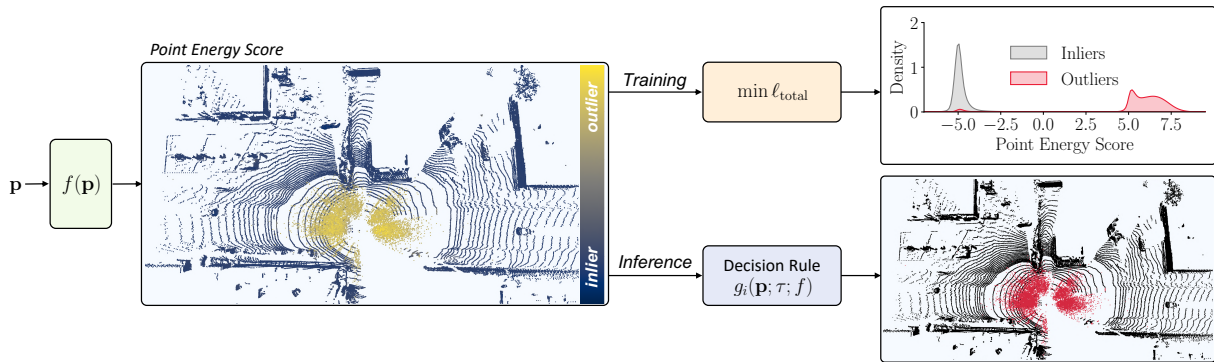 Point Energy Score
p
f(p)
outlier
inlier
Training
min ℓ_total
Inference
Decision Rule
g_i(p; τ; f)
2
1
0
Density
Inliers
Outliers
−5.0 −2.5 0.0 2.5 5.0 7.5
Point Energy Score